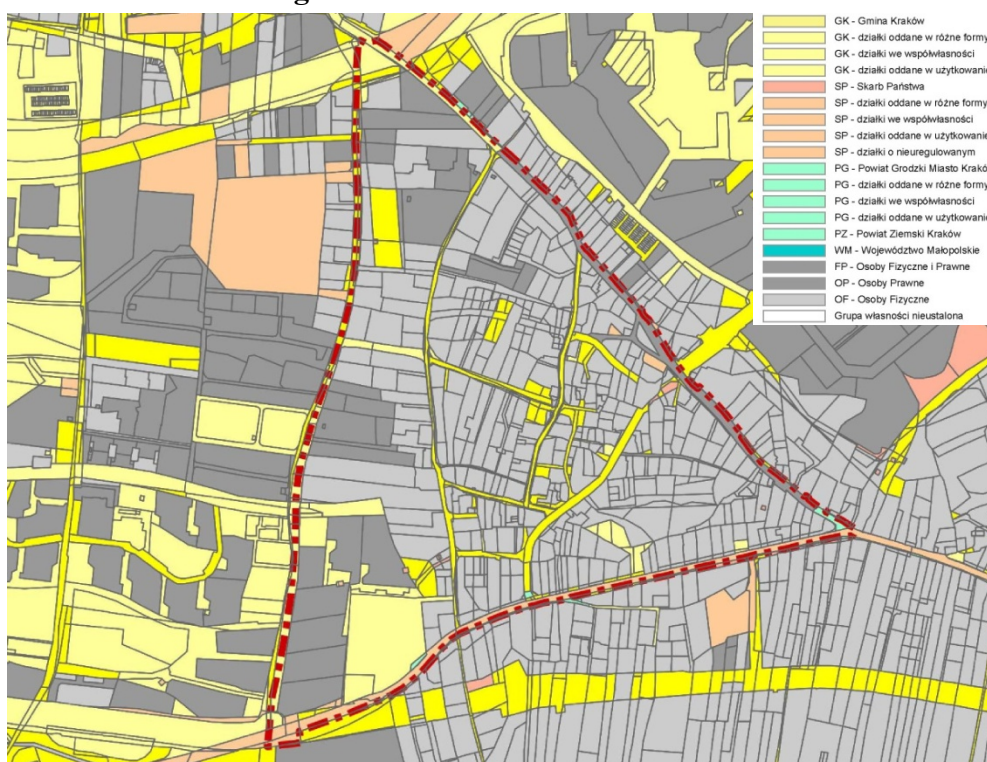 GK - Gmina Kraków
GK - działki oddane w różne formy
GK - działki we współwłasności
GK - działki oddane w użytkowanie
SP - Skarb Państwa
SP - działki oddane w różne formy
SP - działki we współwłasności
SP - działki oddane w użytkowanie
SP - działki o nieuregulowanym
PG - Powiat Grodzki Miasto Kraków
PG - działki oddane w różne formy
PG - działki we współwłasności
PG - działki oddane w użytkowanie
PZ - Powiat Ziemski Kraków
WM - Województwo Małopolskie
FP - Osoby Fizyczne i Prawne
OP - Osoby Prawne
OF - Osoby Fizyczne
Grupa własności nieustalona